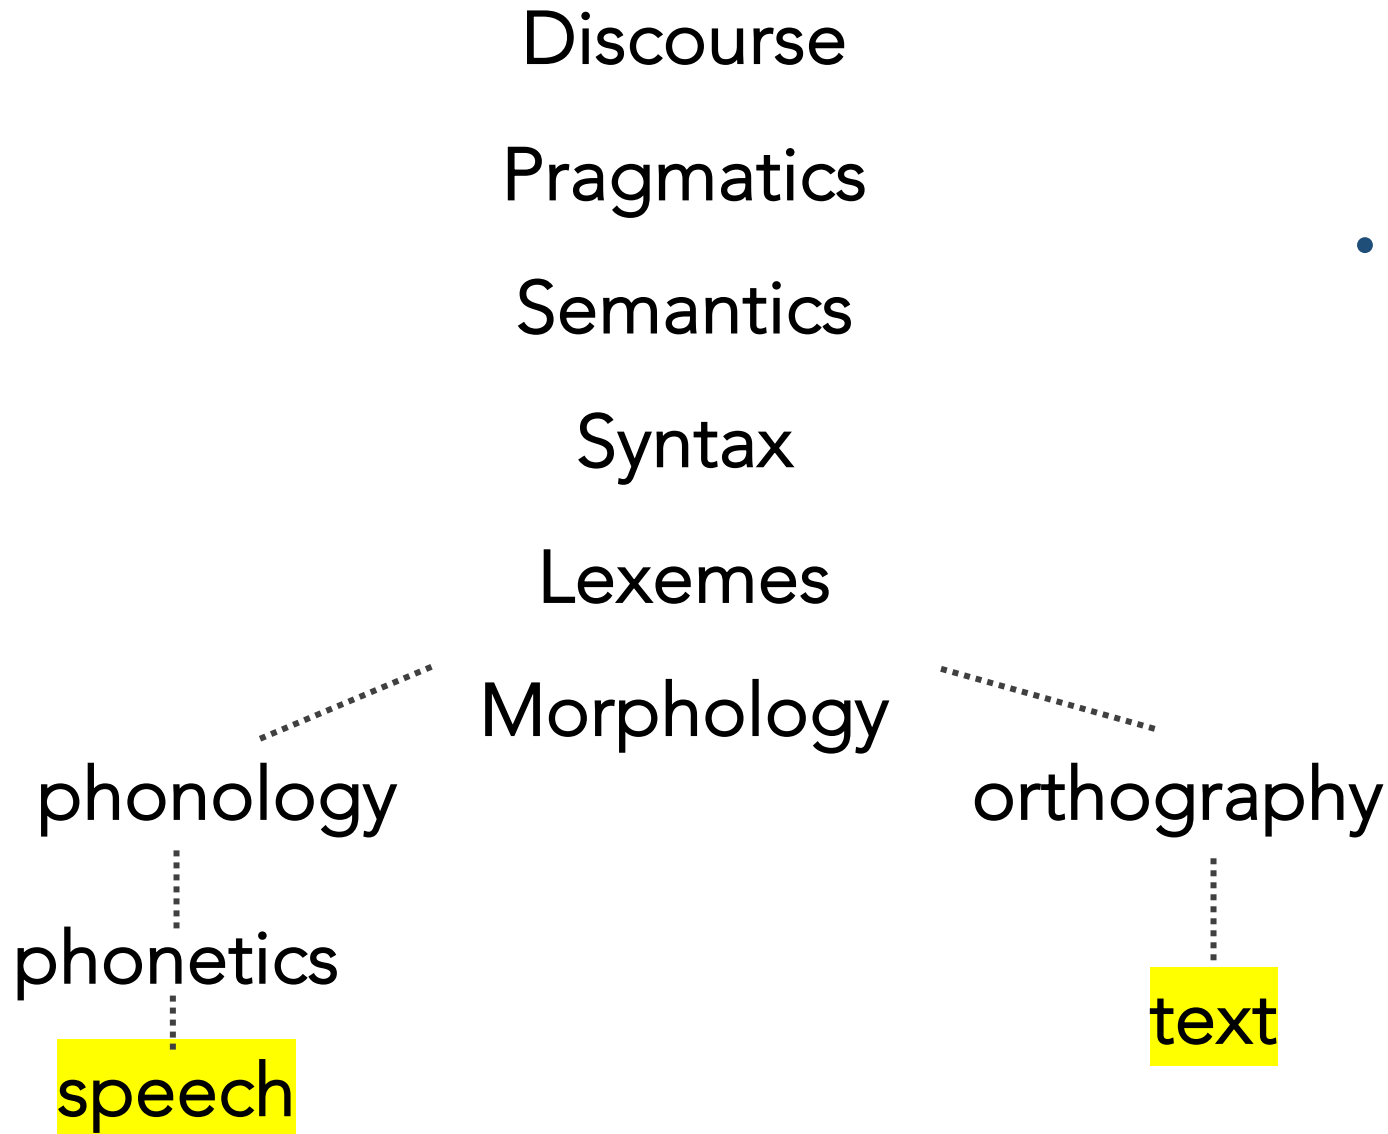 Discourse
Pragmatics
Semantics
Syntax
Lexemes
Morphology
phonology
orthography
phonetics
text
speech